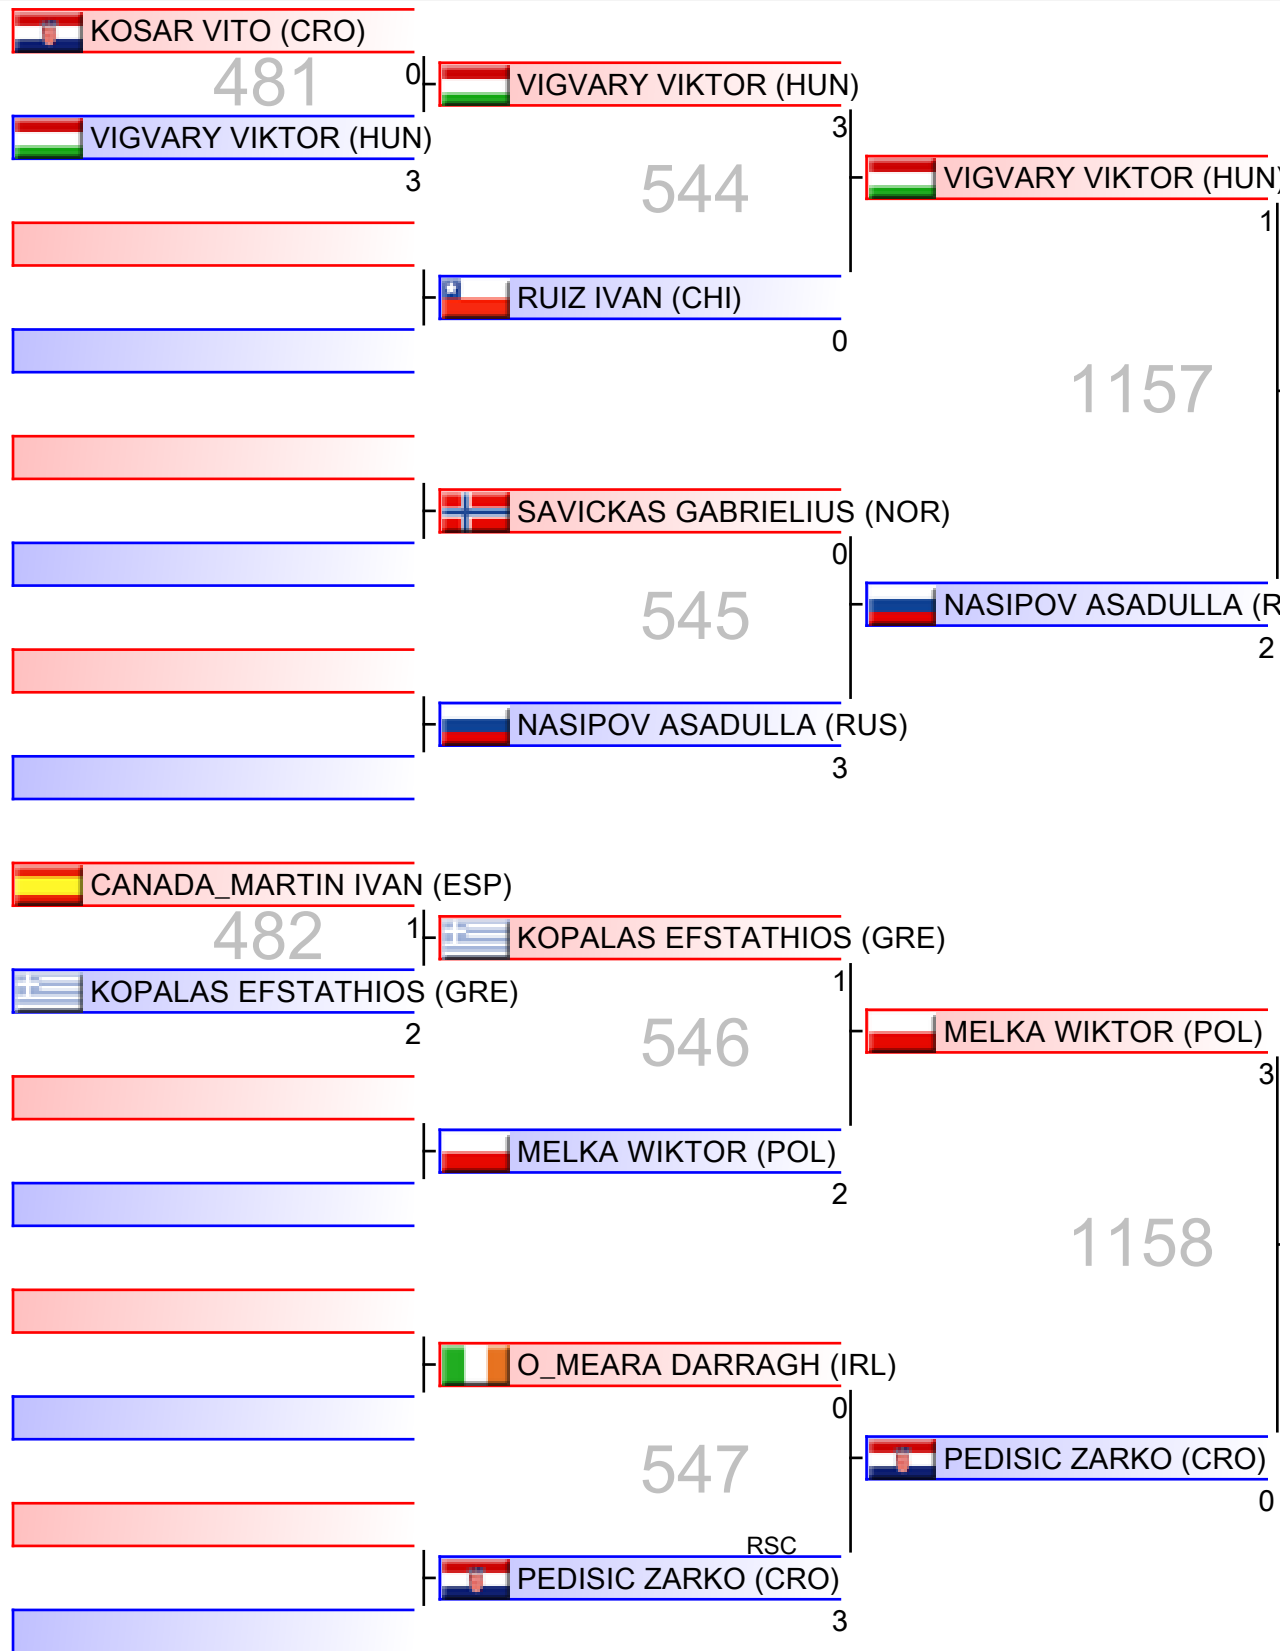 KOSAR VITO (CRO)
481
0
VIGVARY VIKTOR (HUN)
3
VIGVARY VIKTOR (HUN)
3
544
RUIZ IVAN (CHI)
0
VIGVARY VIKTOR (HUN)
1
1157
SAVICKAS GABRIELIUS (NOR)
0
545
NASIPOV ASADULLA (RUS)
3
NASIPOV ASADULLA (R
2
CANADA_MARTIN IVAN (ESP)
482
1
KOPALAS EFSTATHIOS (GRE)
2
KOPALAS EFSTATHIOS (GRE)
1
546
MELKA WIKTOR (POL)
2
MELKA WIKTOR (POL)
3
1158
O_MEARA DARRAGH (IRL)
0
547
RSC
PEDISIC ZARKO (CRO)
3
PEDISIC ZARKO (CRO)
0